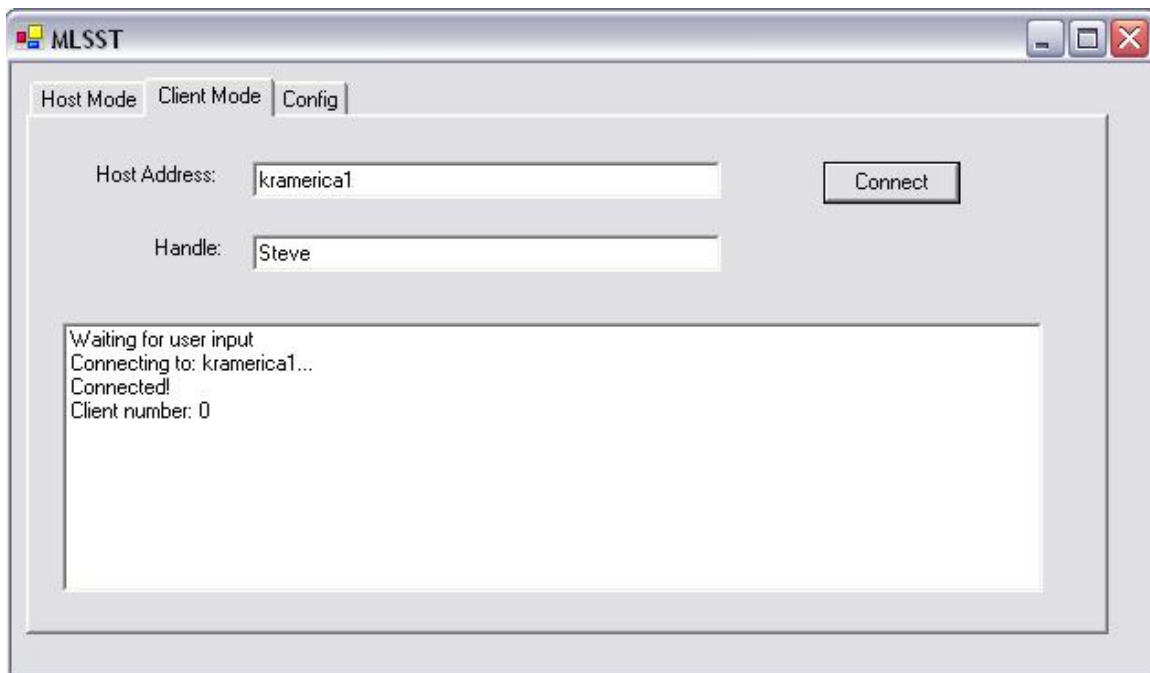 MLSST
Host Mode Client Mode Config
Host Address: kramerica1 Connect
Handle: Steve
Waiting for user input
Connecting to: kramerica1...
Connected!
Client number: 0